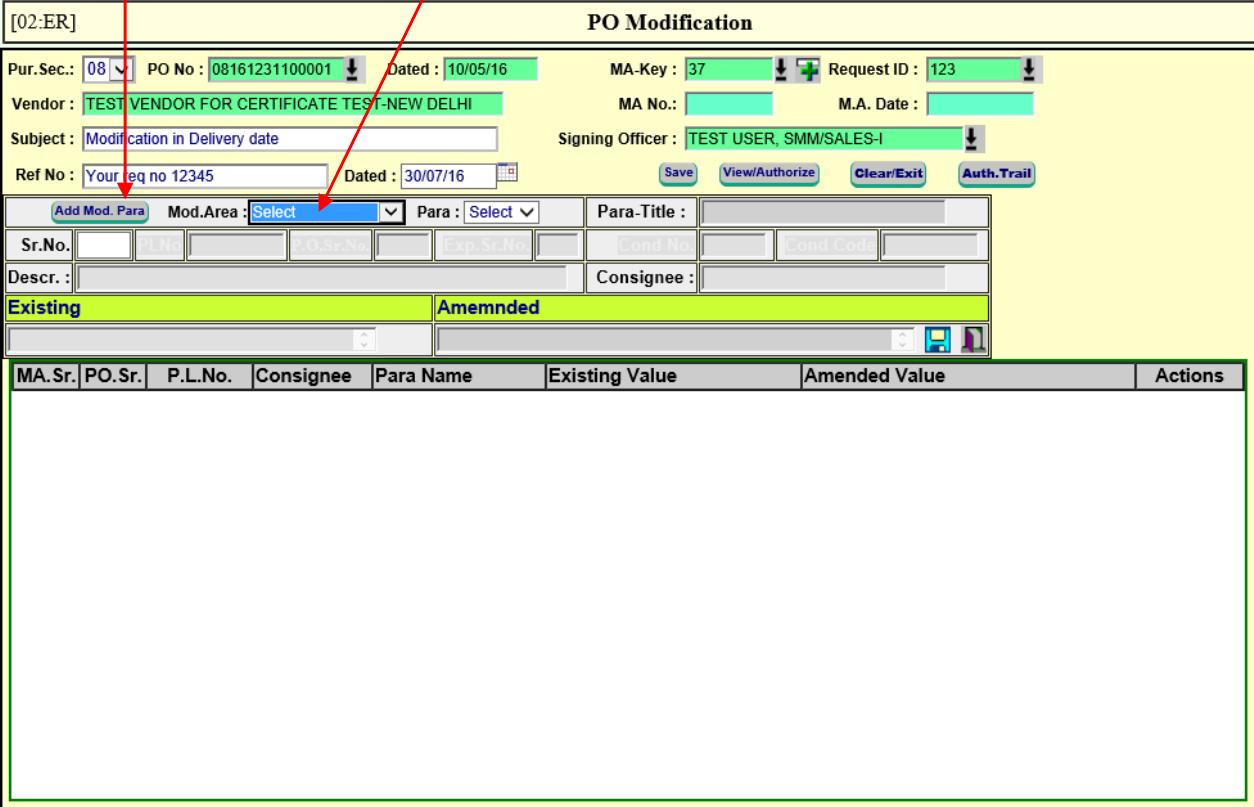 [02:ER] PO Modification
Pur.Sec.: 08 PO No : 08161231100001 Dated : 10/05/16 MA-Key : 37 Request ID : 123
Vendor : TEST VENDOR FOR CERTIFICATE TEST-NEW DELHI MA No.: M.A. Date :
Subject : Modification in Delivery date Signing Officer : TEST USER, SMM/SALES-I
Ref No : Your req no 12345 Dated : 30/07/16 Save View/Authorize Clear/Exit Auth.Trail
Add Mod. Para Mod.Area : Select Para : Select Para-Title :
Sr.No. PLNo P.O.Sr.No. Exp.Sr.No. Cond No. Cond Code
Descr. : Consignee :
Existing Amemnded
MA.Sr. PO.Sr. P.L.No. Consignee Para Name Existing Value Amended Value Actions